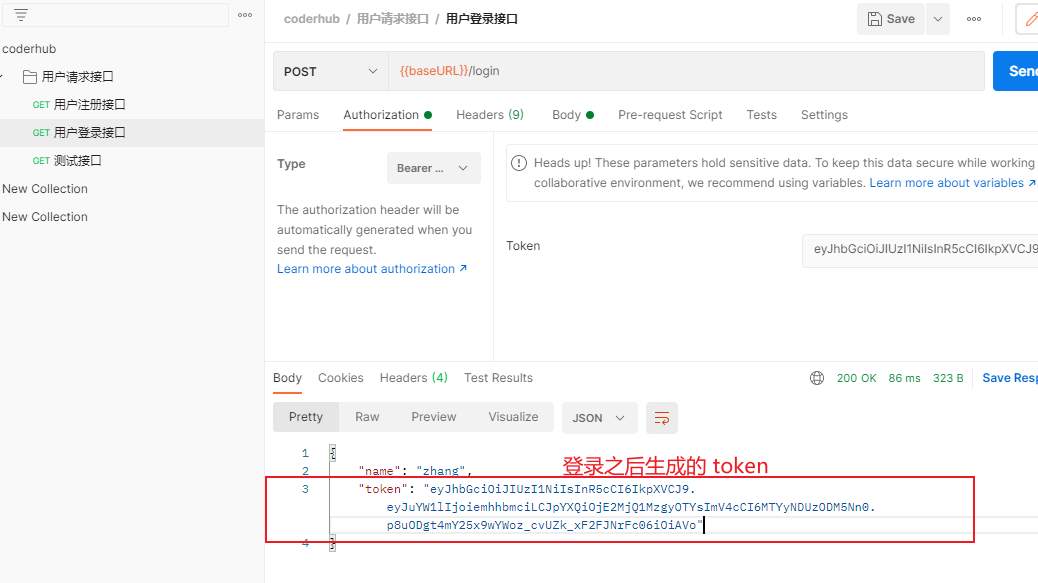 coderhub / 用户请求接口 / 用户登录接口
Save
coderhub
用户请求接口
GET 用户注册接口
GET 用户登录接口
GET 测试接口
New Collection
New Collection
POST
{{baseURL}}/login
Send
Params Authorization Headers (9) Body Pre-request Script Tests Settings
Type
Bearer ...
The authorization header will be
automatically generated when you
send the request.
Learn more about authorization ↗
Heads up! These parameters hold sensitive data. To keep this data secure while working
collaborative environment, we recommend using variables. Learn more about variables ↗
Token
eyJhbGciOiJIUzI1NiIsInR5cCI6IkpXVCJ9
Body Cookies Headers (4) Test Results
200 OK 86 ms 323 B Save Resp
Pretty Raw Preview Visualize JSON
1 {
2 "name": "zhang",
登录之后生成的 token
3 "token": "eyJhbGciOiJIUzI1NiIsInR5cCI6IkpXVCJ9.
eyJuYW1lIjoiemhhbmciLCJpYXQiOjE2MjQ1MzgyOTYsImV4cCI6MTYyNDUzODM5Nn0.
p8uODgt4mY25x9wYWoz_cvUZk_xF2FJNrFc06iOiAVo"
4 }